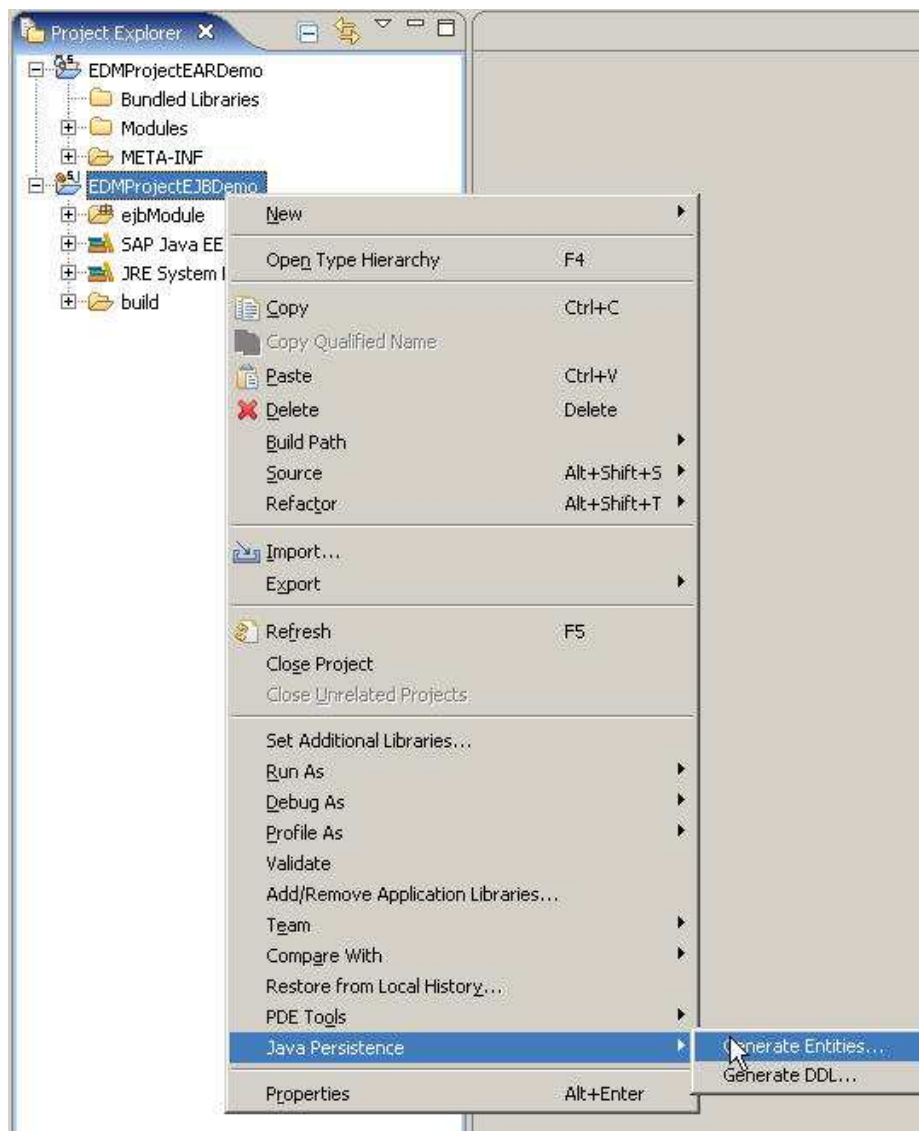 Project Explorer
EDMProjectEARDemo
Bundled Libraries
Modules
META-INF
EDMProjectEJBDemo
ejbModule
SAP Java EE
JRE System
build
New
Open Type Hierarchy F4
Copy Ctrl+C
Copy Qualified Name
Paste Ctrl+V
Delete Delete
Build Path
Source Alt+Shift+S
Refactor Alt+Shift+T
Import...
Export
Refresh F5
Close Project
Close Unrelated Projects
Set Additional Libraries...
Run As
Debug As
Profile As
Validate
Add/Remove Application Libraries...
Team
Compare With
Restore from Local History...
PDE Tools
Java Persistence
Generate Entities...
Generate DDL...
Properties Alt+Enter